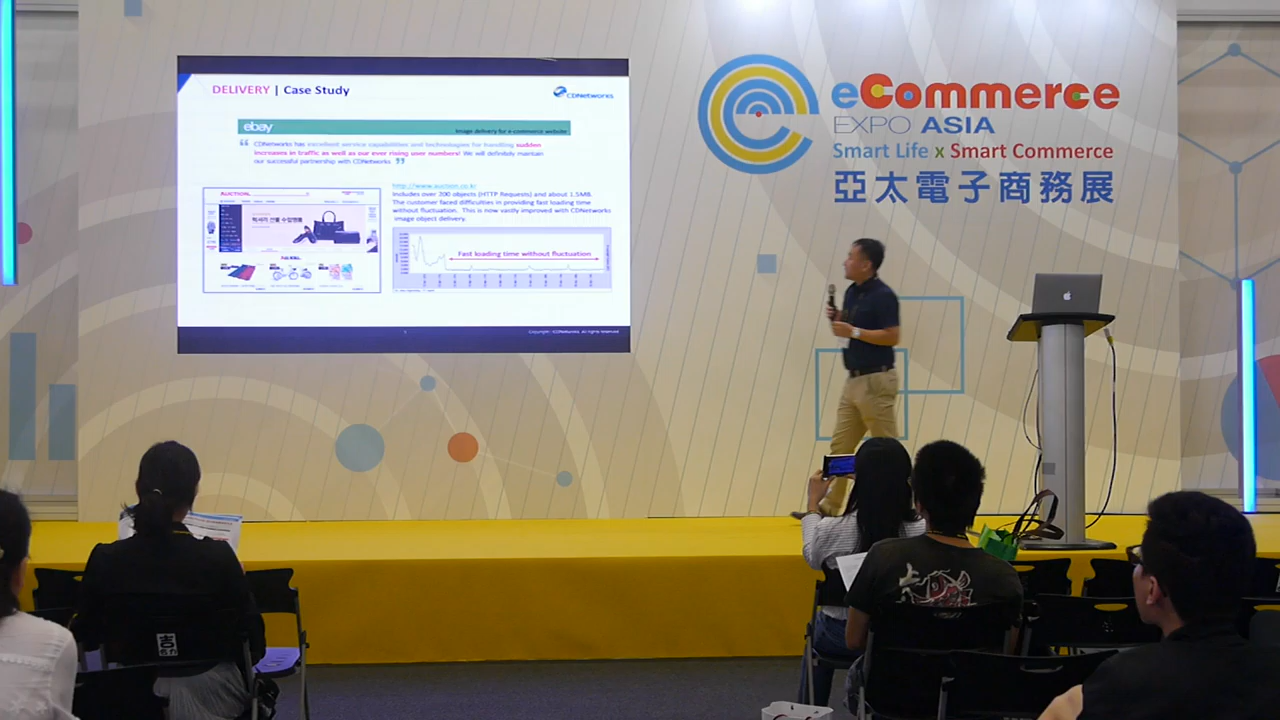 DELIVERY | Case Study
CDNetworks
ebay
Image delivery for e-commerce website
“ CDNetworks has excellent service capabilities and technologies for handling sudden
increases in traffic as well as our ever rising user numbers! We will definitely maintain
our successful partnership with CDNetworks ”
http://www.auction.co.kr
Includes over 200 objects (HTTP Requests) and about 1.5MB.
The customer faced difficulties in providing fast loading time
without fluctuation. This is now vastly improved with CDNetworks
image object delivery.
AUCTION.
Fast loading time without fluctuation
eCommerce
EXPO ASIA
Smart Life x Smart Commerce
亞太電子商務展
吉